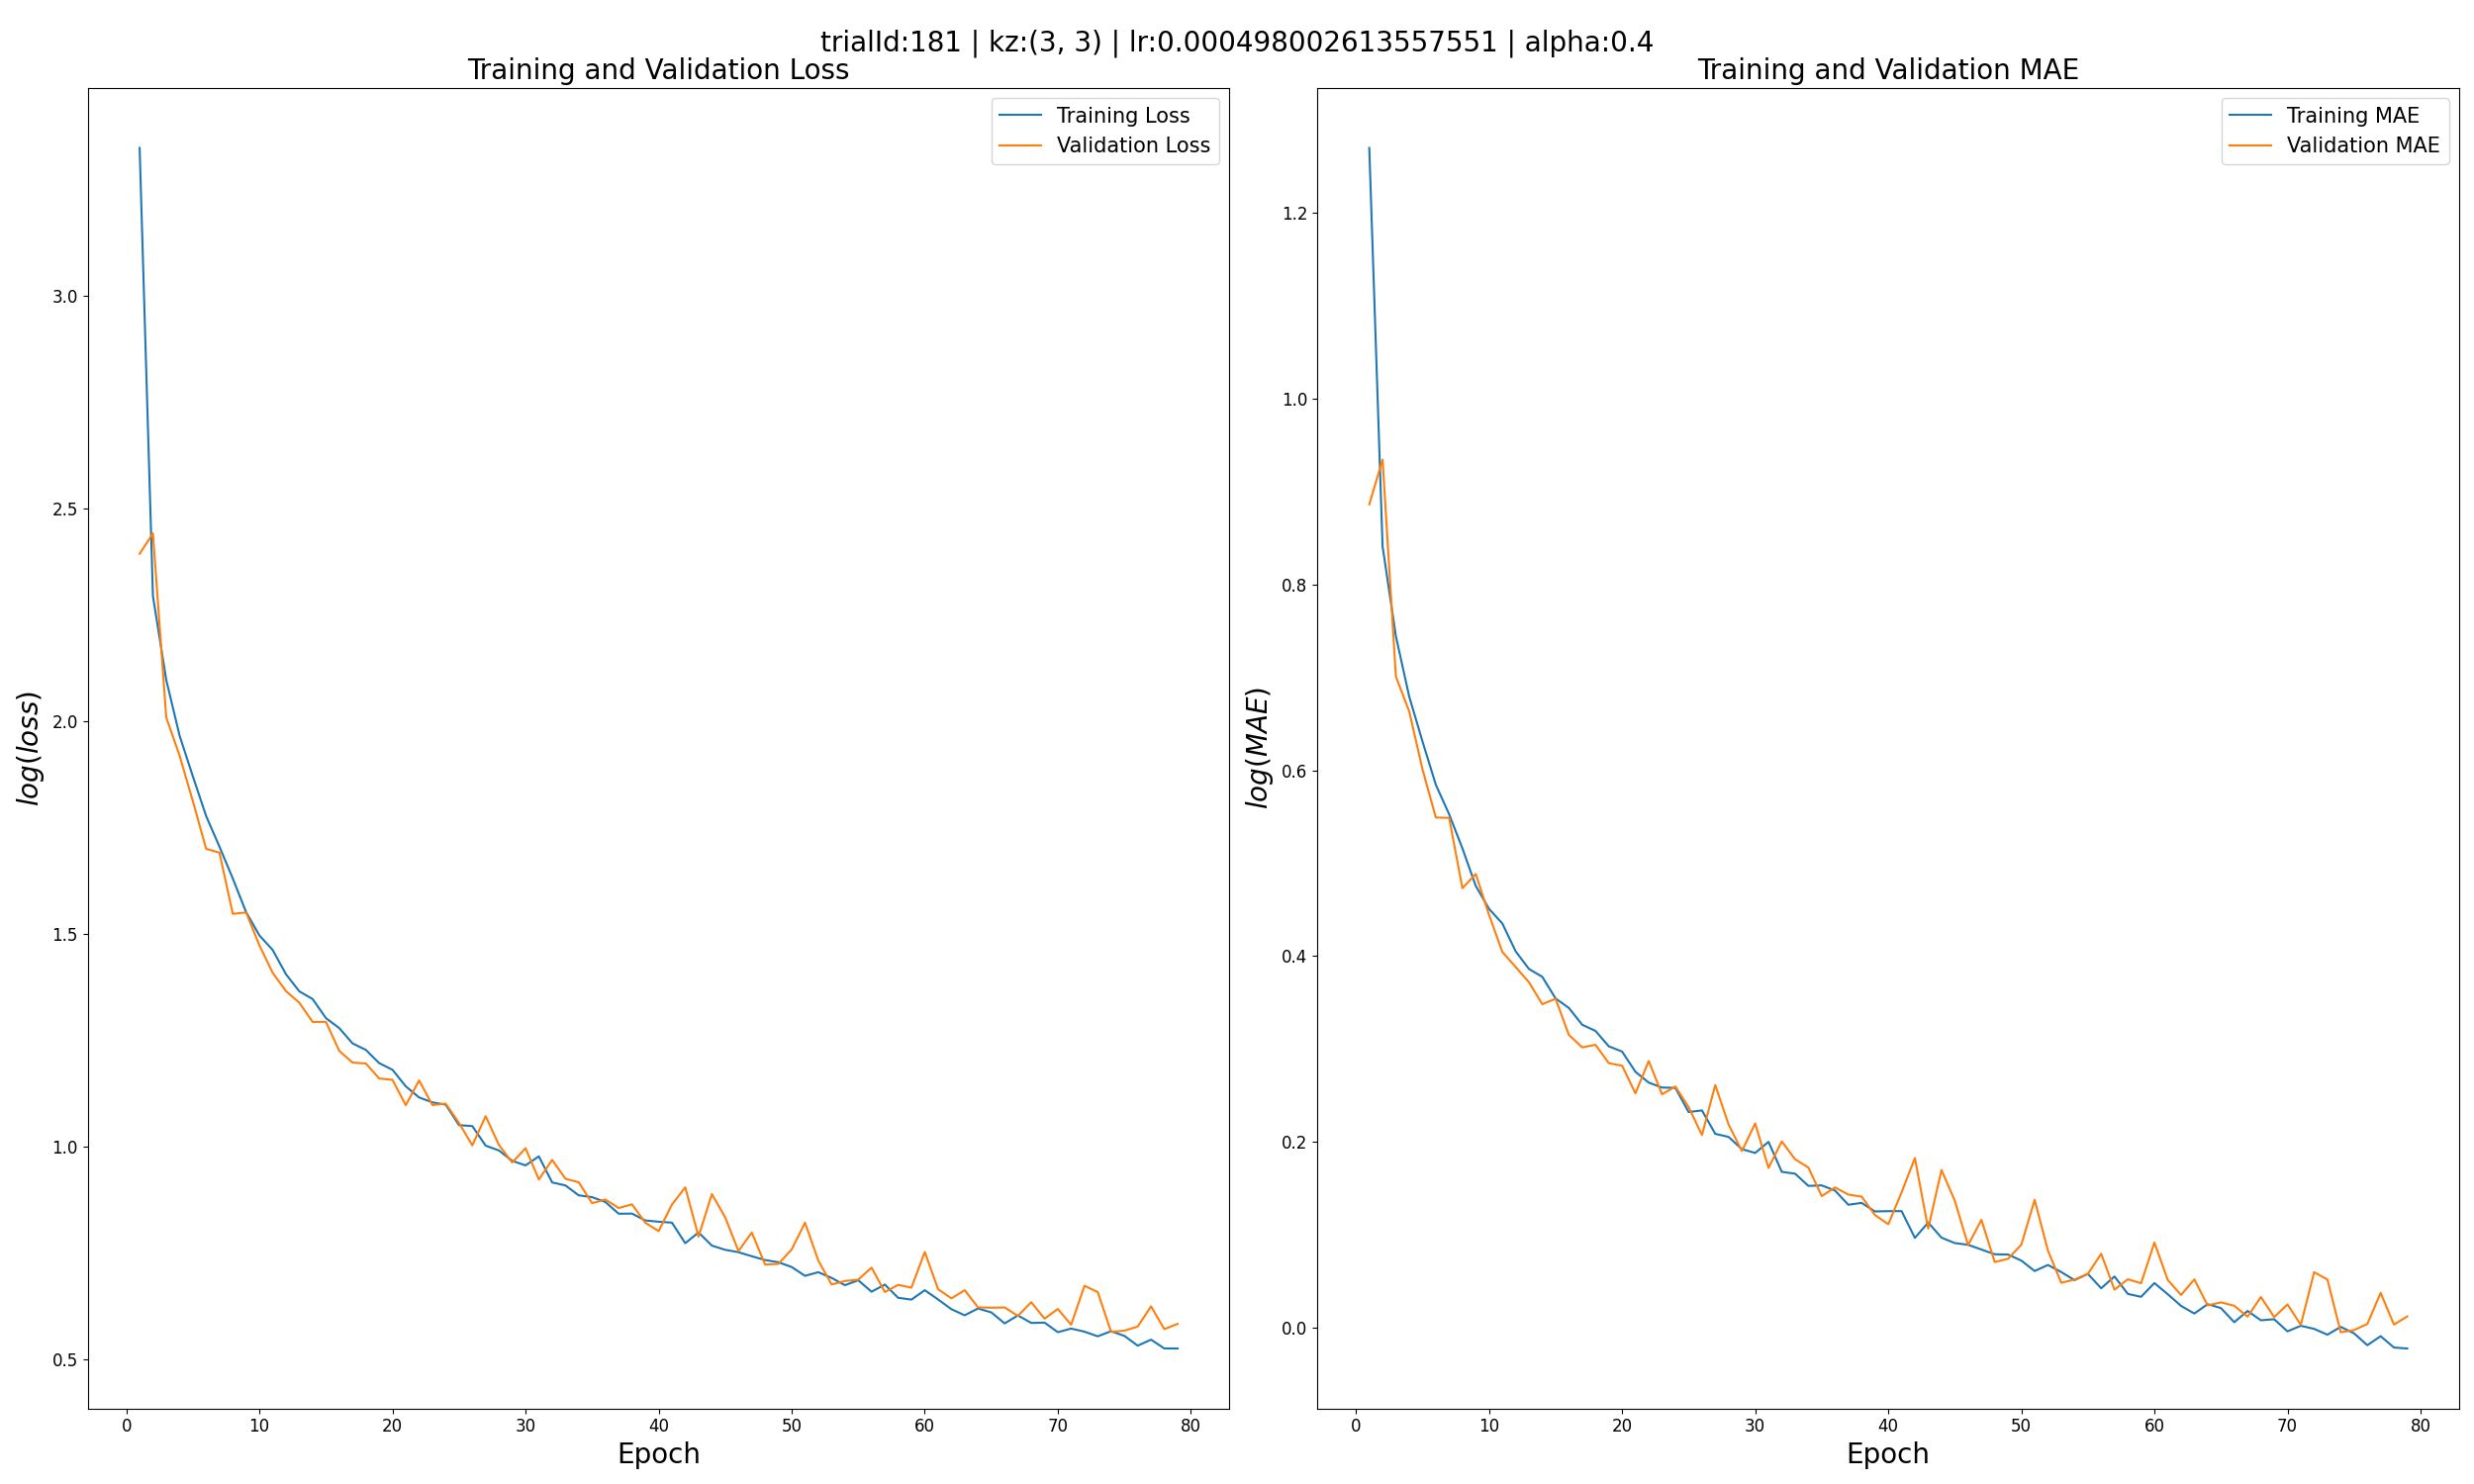 trialId:181 | kz:(3, 3) | lr:0.000498002613557551 | alpha:0.4
Training and Validation Loss
Training Loss
Validation Loss
log(loss)
3.0
2.5
2.0
1.5
1.0
0.5
0 10 20 30 40 50 60 70 80
Epoch
Training and Validation MAE
Training MAE
Validation MAE
log(MAE)
1.2
1.0
0.8
0.6
0.4
0.2
0.0
0 10 20 30 40 50 60 70 80
Epoch